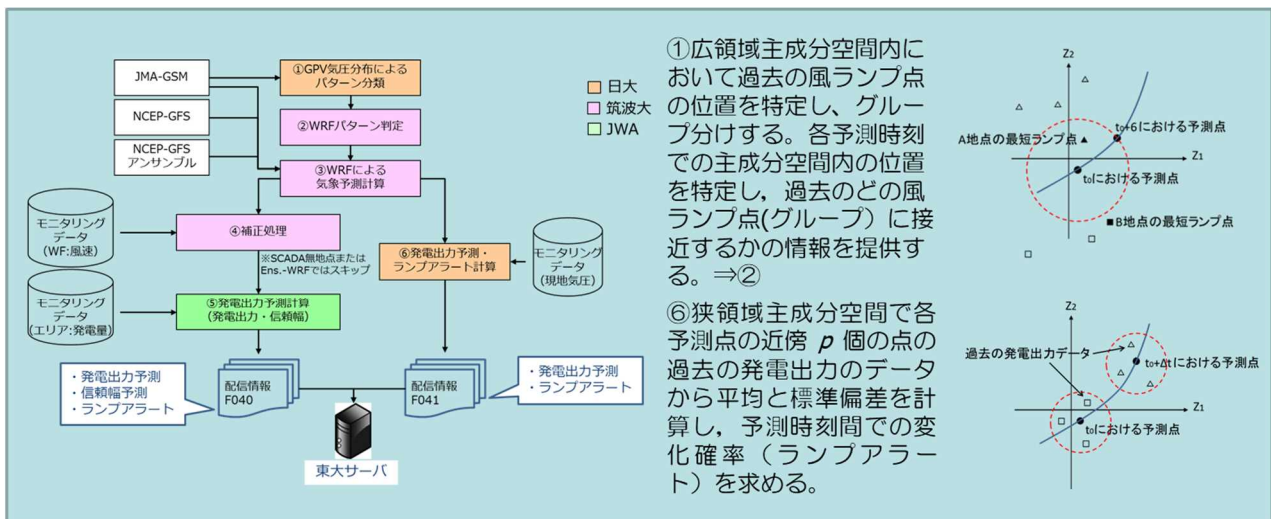 JMA-GSM
NCEP-GFS
NCEP-GFS
アンサンブル
①GPV気圧分布による
パターン分類
②WRFパターン判定
③WRFによる
気象予測計算
日大
筑波大
JWA
モニタリング
データ
(WF:風速)
④補正処理
※SCADA無地点または
Ens.-WRFではスキップ
⑥発電出力予測・
ランプアラート計算
モニタリング
データ
(現地気圧)
モニタリング
データ
(エリア:発電量)
⑤発電出力予測計算
(発電出力・信頼幅)
・発電出力予測
・信頼幅予測
・ランプアラート
配信情報
F040
配信情報
F041
・発電出力予測
・ランプアラート
東大サーバ
①広領域主成分空間内に
おいて過去の風ランプ点
の位置を特定し、グルー
プ分けする。各予測時刻
での主成分空間内の位置
を特定し，過去のどの風
ランプ点(グループ）に接
近するかの情報を提供す
る。⇒②
⑥狭領域主成分空間で各
予測点の近傍 p 個の点の
過去の発電出力のデータ
から平均と標準偏差を計
算し，予測時刻間での変
化確率（ランプアラー
ト）を求める。
Z2
t0+6における予測点
A地点の最短ランプ点
Z1
t0における予測点
B地点の最短ランプ点
Z2
過去の発電出力データ
t0+Δtにおける予測点
Z1
t0における予測点